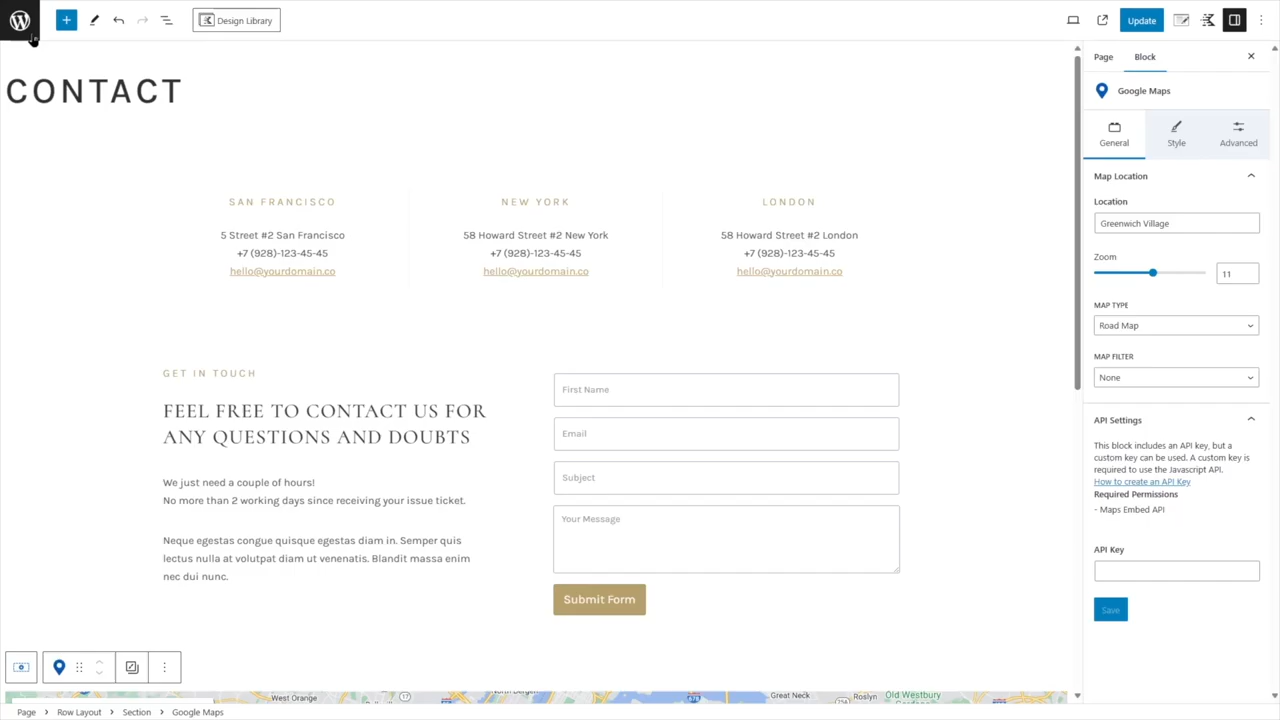 Design Library
Update
CONTACT
SAN FRANCISCO
5 Street #2 San Francisco
+7 (928)-123-45-45
hello@yourdomain.co
NEW YORK
58 Howard Street #2 New York
+7 (928)-123-45-45
hello@yourdomain.co
LONDON
58 Howard Street #2 London
+7 (928)-123-45-45
hello@yourdomain.co
GET IN TOUCH
FEEL FREE TO CONTACT US FOR
ANY QUESTIONS AND DOUBTS
We just need a couple of hours!
No more than 2 working days since receiving your issue ticket.
Neque egestas congue quisque egestas diam in. Semper quis
lectus nulla at volutpat diam ut venenatis. Blandit massa enim
nec dui nunc.
First Name
Email
Subject
Your Message
Submit Form
West Orange
17
Great Neck
Roslyn
Old Westbury
Page
Row Layout
Section
Google Maps
Page
Block
Google Maps
General
Style
Advanced
Map Location
Location
Greenwich Village
Zoom
11
MAP TYPE
Road Map
MAP FILTER
None
API Settings
This block includes an API key, but a
custom key can be used. A custom key is
required to use the Javascript API.
How to create an API Key
Required Permissions
- Maps Embed API
API Key
Save